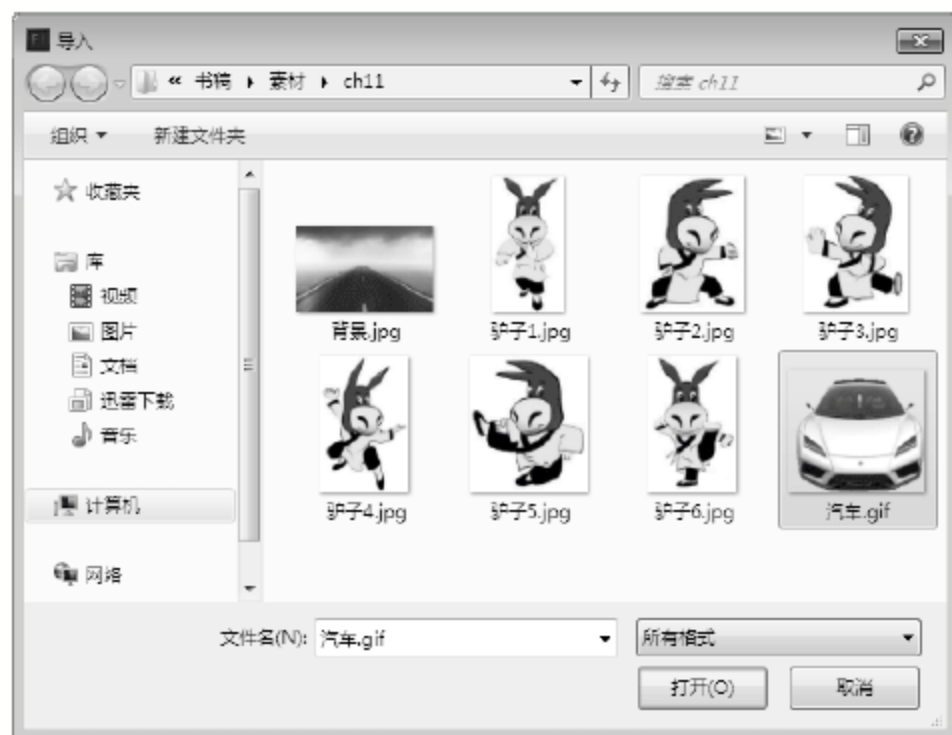 导入
« 书稿 ▸ 素材 ▸ ch11
搜索 ch11
组织 ▾ 新建文件夹
收藏夹
库
视频
图片
文档
迅雷下载
音乐
计算机
网络
背景.jpg 驴子1.jpg 驴子2.jpg 驴子3.jpg
驴子4.jpg 驴子5.jpg 驴子6.jpg 汽车.gif
文件名(N): 汽车.gif 所有格式
打开(O) 取消